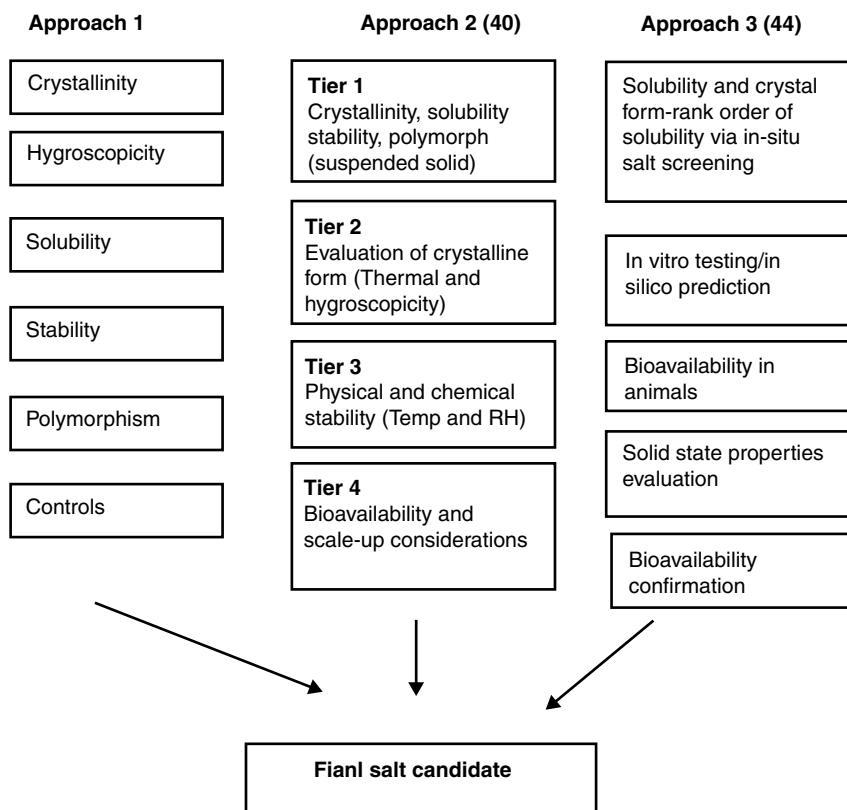 Approach 1
Crystallinity
Hygroscopicity
Solubility
Stability
Polymorphism
Controls
Approach 2 (40)
Tier 1
Crystallinity, solubility
stability, polymorph
(suspended solid)
Tier 2
Evaluation of crystalline
form (Thermal and
hygroscopicity)
Tier 3
Physical and chemical
stability (Temp and RH)
Tier 4
Bioavailability and
scale-up considerations
Approach 3 (44)
Solubility and crystal
form-rank order of
solubility via in-situ
salt screening
In vitro testing/in
silico prediction
Bioavailability in
animals
Solid state properties
evaluation
Bioavailability
confirmation
Fianl salt candidate